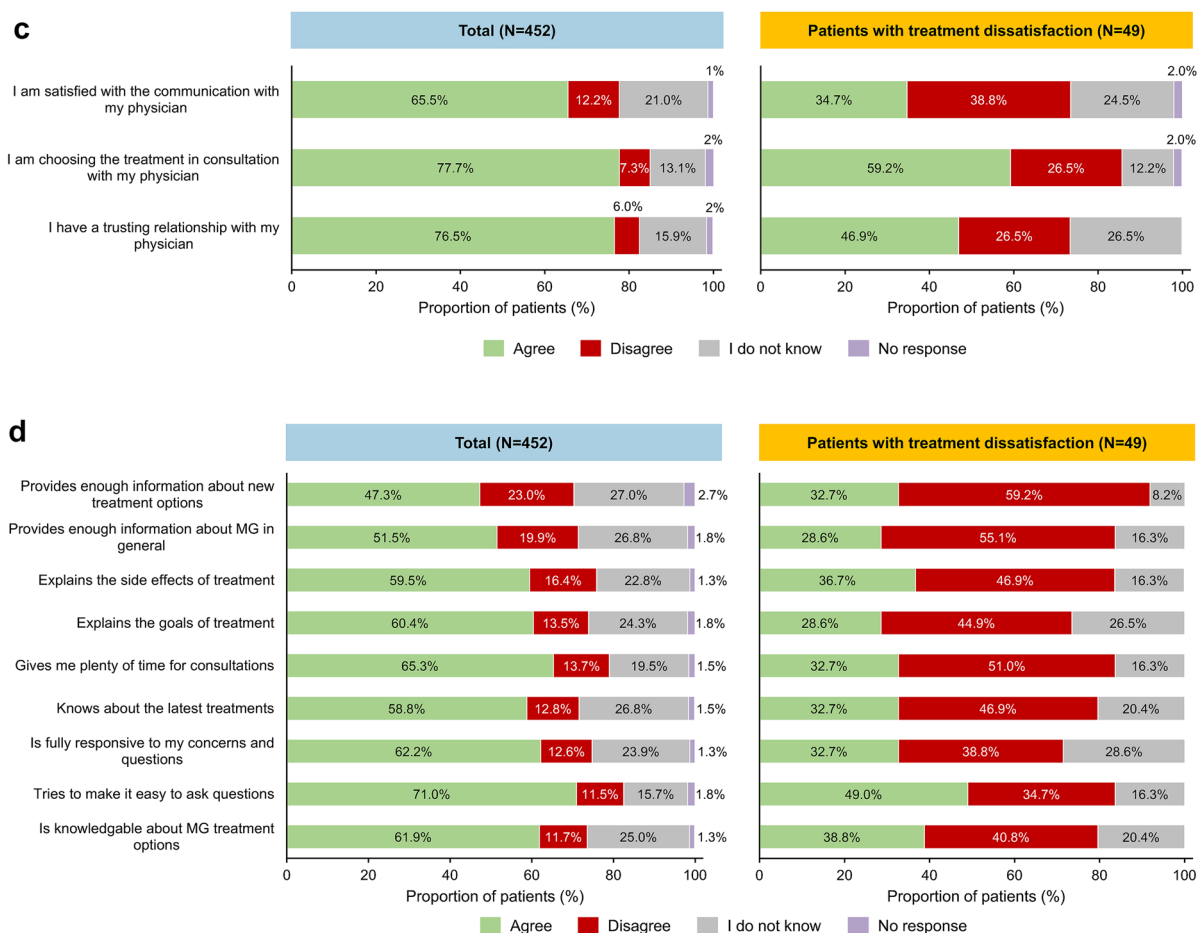 c
Total (N=452)
Patients with treatment dissatisfaction (N=49)
I am satisfied with the communication with
my physician
65.5%
12.2%
21.0%
1%
34.7%
38.8%
24.5%
2.0%
I am choosing the treatment in consultation
with my physician
77.7%
7.3%
13.1%
2%
59.2%
26.5%
12.2%
2.0%
I have a trusting relationship with my
physician
76.5%
6.0%
15.9%
2%
46.9%
26.5%
26.5%
0 20 40 60 80 100
Proportion of patients (%)
0 20 40 60 80 100
Proportion of patients (%)
Agree Disagree I do not know No response
d
Total (N=452)
Patients with treatment dissatisfaction (N=49)
Provides enough information about new
treatment options
47.3%
23.0%
27.0%
2.7%
32.7%
59.2%
8.2%
Provides enough information about MG in
general
51.5%
19.9%
26.8%
1.8%
28.6%
55.1%
16.3%
Explains the side effects of treatment
59.5%
16.4%
22.8%
1.3%
36.7%
46.9%
16.3%
Explains the goals of treatment
60.4%
13.5%
24.3%
1.8%
28.6%
44.9%
26.5%
Gives me plenty of time for consultations
65.3%
13.7%
19.5%
1.5%
32.7%
51.0%
16.3%
Knows about the latest treatments
58.8%
12.8%
26.8%
1.5%
32.7%
46.9%
20.4%
Is fully responsive to my concerns and
questions
62.2%
12.6%
23.9%
1.3%
32.7%
38.8%
28.6%
Tries to make it easy to ask questions
71.0%
11.5%
15.7%
1.8%
49.0%
34.7%
16.3%
Is knowledgable about MG treatment
options
61.9%
11.7%
25.0%
1.3%
38.8%
40.8%
20.4%
0 20 40 60 80 100
Proportion of patients (%)
0 20 40 60 80 100
Proportion of patients (%)
Agree Disagree I do not know No response